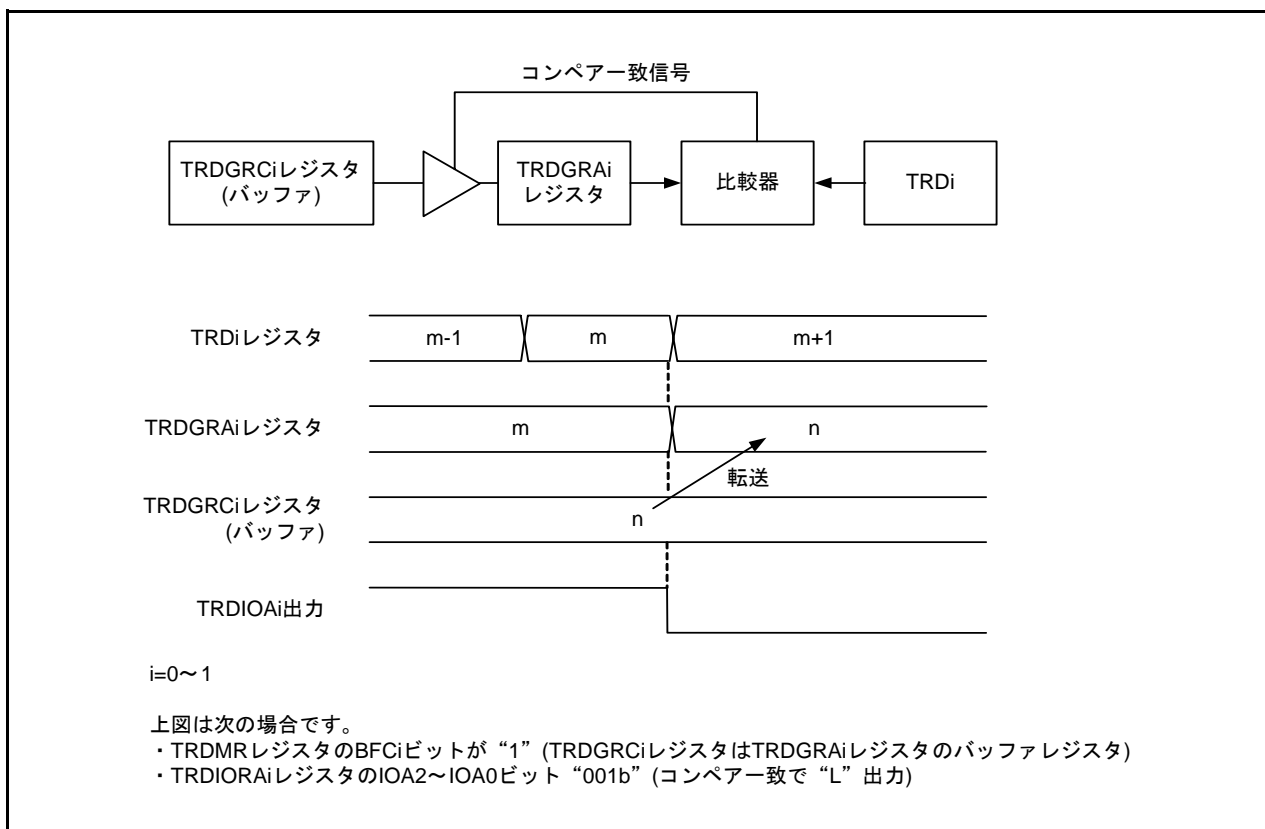 コンペアー致信号
TRDGRCiレジスタ
(バッファ)
TRDGRAi
レジスタ
比較器
TRDi
TRDiレジスタ
m-1
m
m+1
TRDGRAiレジスタ
m
n
転送
TRDGRCiレジスタ
(バッファ)
n
TRDIOAi出力
i=0～1
上図は次の場合です。
・TRDMRレジスタのBFCiビットが“1”(TRDGRCiレジスタはTRDGRAiレジスタのバッファレジスタ)
・TRDIORAiレジスタのIOA2～IOA0ビット“001b”(コンペア一致で“L”出力)